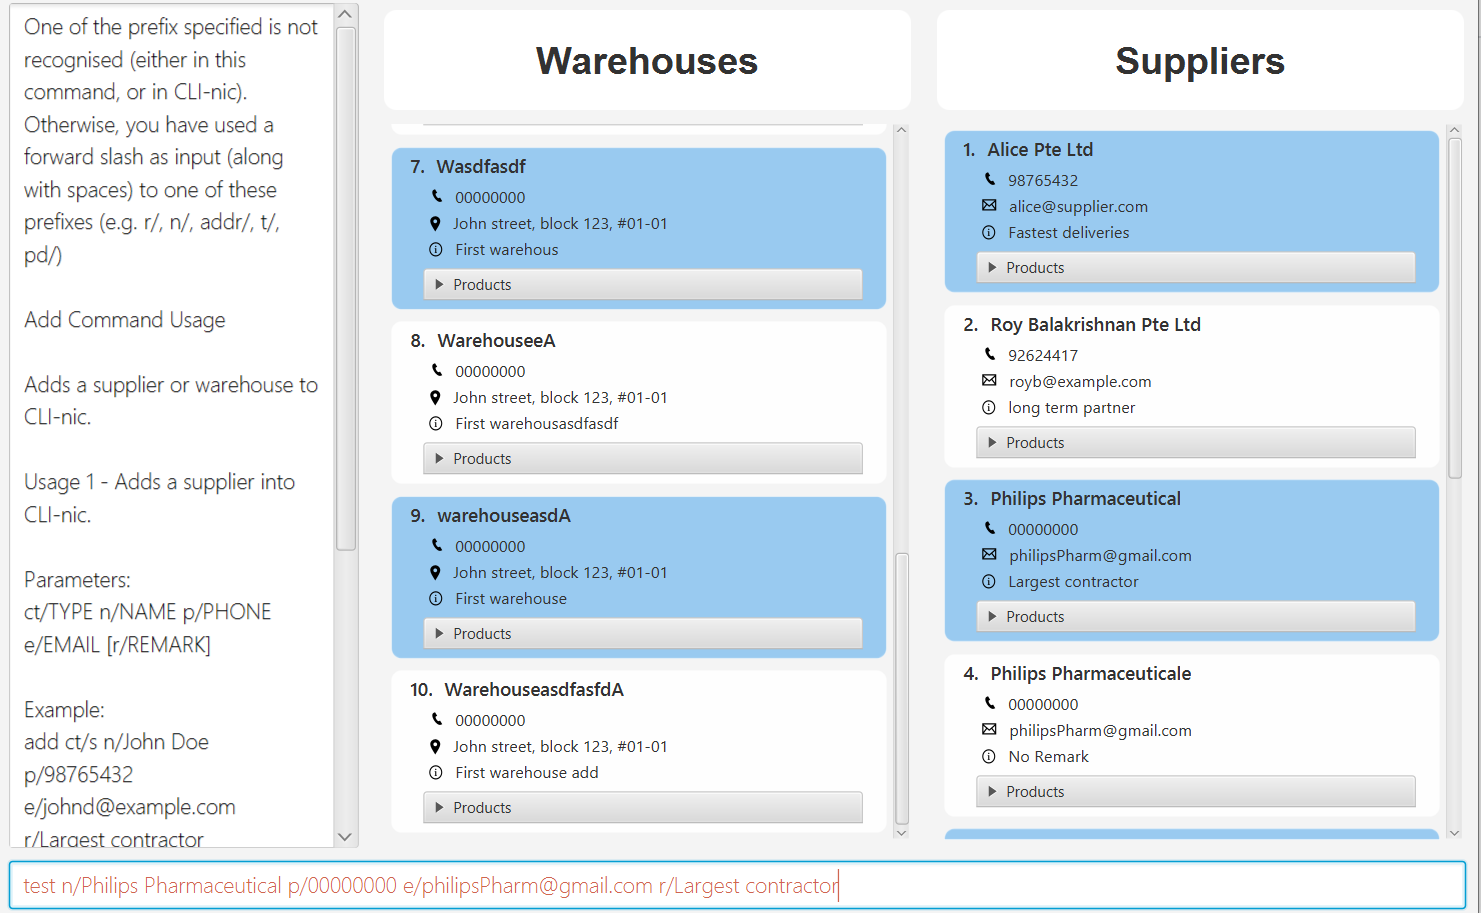 One of the prefix specified is not
recognised (either in this
command, or in CLI-nic).
Otherwise, you have used a
forward slash as input (along
with spaces) to one of these
prefixes (e.g. r/, n/, addr/, t/,
pd/)
Add Command Usage
Adds a supplier or warehouse to
CLI-nic.
Usage 1 - Adds a supplier into
CLI-nic.
Parameters:
ct/TYPE n/NAME p/PHONE
e/EMAIL [r/REMARK]
Example:
add ct/s n/John Doe
p/98765432
e/johnd@example.com
r/Largest contractor
Warehouses
7. Wasdfasdf
00000000
John street, block 123, #01-01
First warehous
Products
8. WarehouseeA
00000000
John street, block 123, #01-01
First warehousasdfasdf
Products
9. warehouseasdA
00000000
John street, block 123, #01-01
First warehouse
Products
10. WarehouseasdfasfdA
00000000
John street, block 123, #01-01
First warehouse add
Products
Suppliers
1. Alice Pte Ltd
98765432
alice@supplier.com
Fastest deliveries
Products
2. Roy Balakrishnan Pte Ltd
92624417
royb@example.com
long term partner
Products
3. Philips Pharmaceutical
00000000
philipsPharm@gmail.com
Largest contractor
Products
4. Philips Pharmaceuticale
00000000
philipsPharm@gmail.com
No Remark
Products
test n/Philips Pharmaceutical p/00000000 e/philipsPharm@gmail.com r/Largest contractor